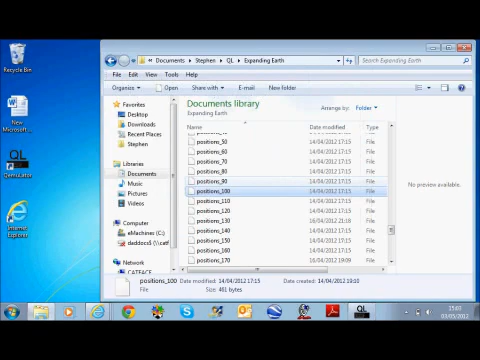 Recycle Bin
New
Microsoft...
QL
QemuLator
Internet
Explorer
« Documents ▸ Stephen ▸ QL ▸ Expanding Earth
Search Expanding Earth
File Edit View Tools Help
Organize Open Share with E-mail New folder
Favorites
Desktop
Downloads
Recent Places
Stephen
Libraries
Documents
Music
Pictures
Videos
Computer
eMachines (C:)
Network
CATFACE
Documents library
Expanding Earth
Arrange by: Folder
Name Date modified Type
positions_50 14/04/2012 17:15 File
positions_60 14/04/2012 17:15 File
positions_70 14/04/2012 17:15 File
positions_80 14/04/2012 17:15 File
positions_90 14/04/2012 17:15 File
positions_100 14/04/2012 17:15 File
positions_110 14/04/2012 17:15 File
positions_120 14/04/2012 17:15 File
positions_130 14/04/2012 21:18 File
positions_140 14/04/2012 17:15 File
positions_150 14/04/2012 17:15 File
positions_160 14/04/2012 17:15 File
positions_170 16/04/2012 19:09 File
No preview available.
positions_100 Date modified: 14/04/2012 17:15 Date created: 14/04/2012 13:10
File Size: 461 bytes
QL
15:03
03/05/2012